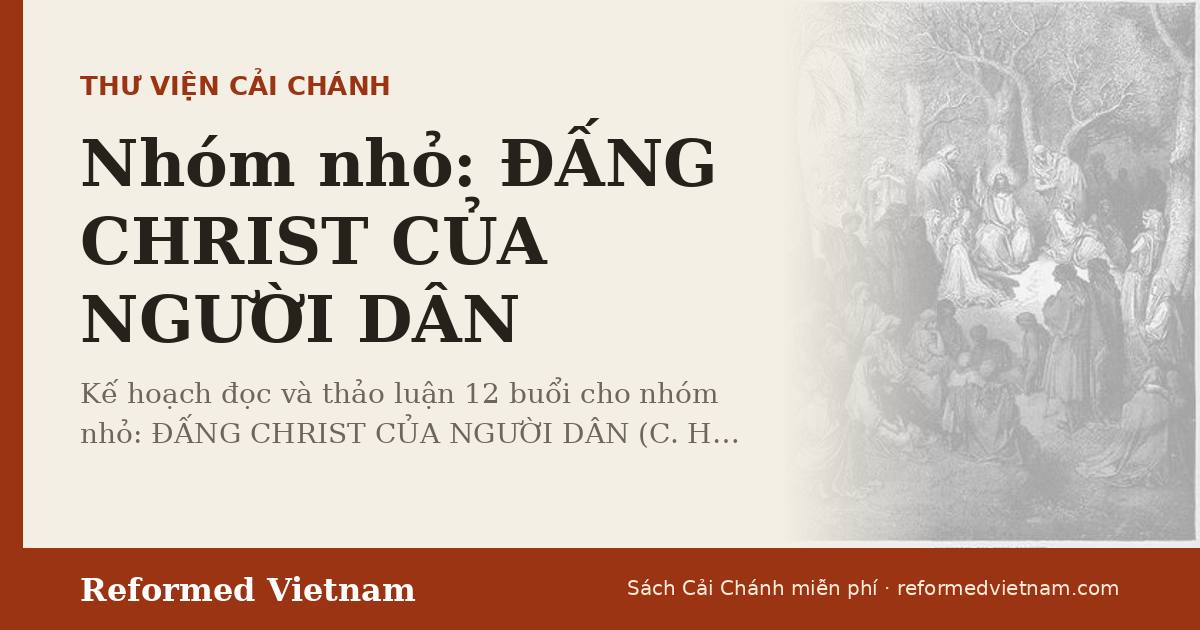 THƯ VIỆN CẢI CHÁNH
Nhóm nhỏ: ĐẤNG
CHRIST CỦA
NGƯỜI DÂN
Kế hoạch đọc và thảo luận 12 buổi cho nhóm
nhỏ: ĐẤNG CHRIST CỦA NGƯỜI DÂN (C. H...
Reformed Vietnam
Sách Cải Chánh miễn phí · reformedvietnam.com